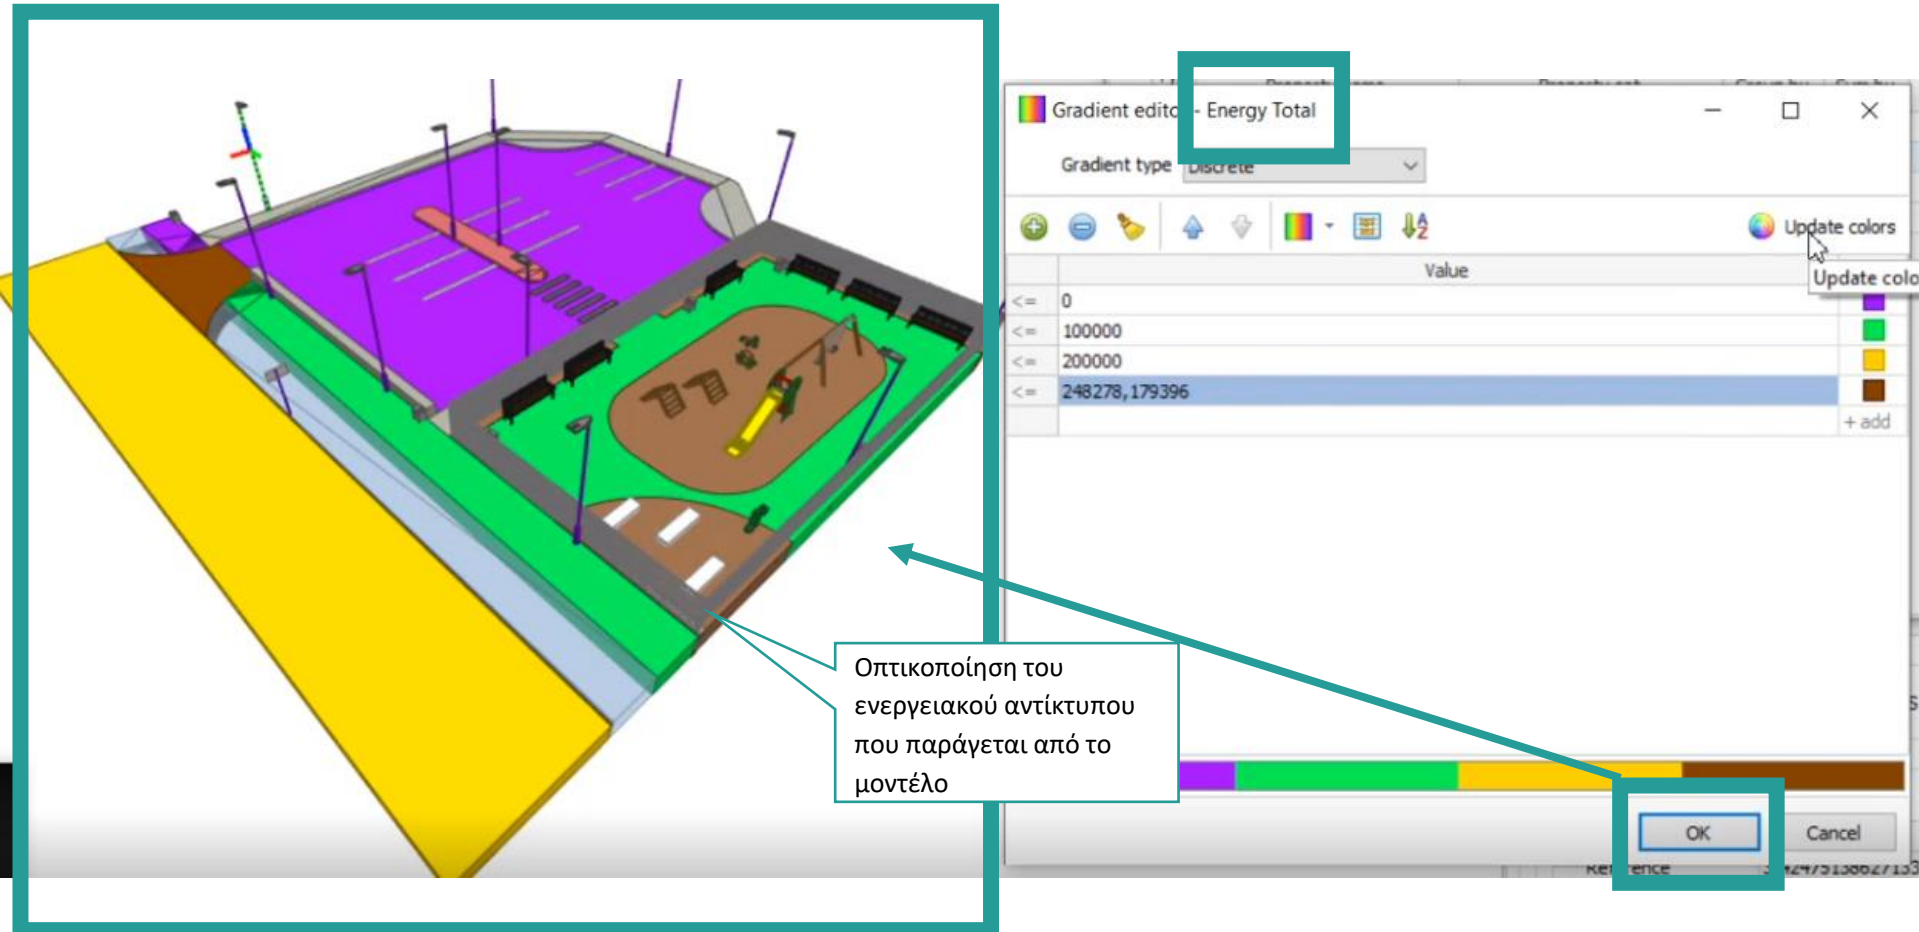 Gradient edito - Energy Total
Gradient type Discrete
Update colors
Value
Update colo
<= 0
<= 100000
<= 200000
<= 248278,179396
+ add
Οπτικοποίηση του
ενεργειακού αντίκτυπου
που παράγεται από το
μοντέλο
OK Cancel